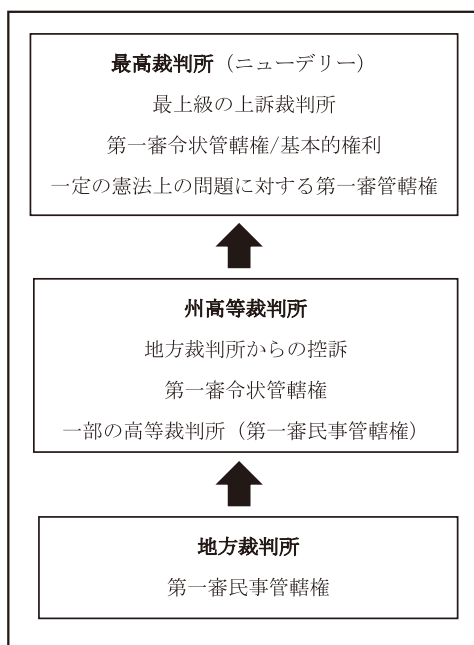 最高裁判所（ニューデリー）
最上級の上訴裁判所
第一審令状管轄権/基本的権利
一定の憲法上の問題に対する第一審管轄権
州高等裁判所
地方裁判所からの控訴
第一審令状管轄権
一部の高等裁判所（第一審民事管轄権）
地方裁判所
第一審民事管轄権